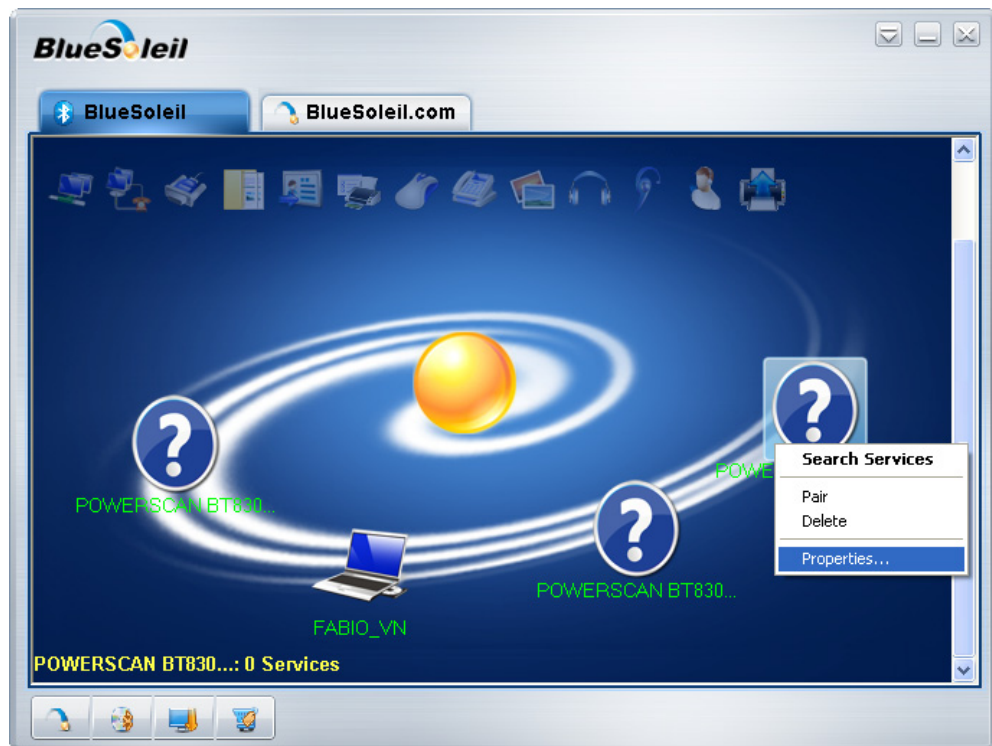 BlueSoleil
BlueSoleil
BlueSoleil.com
POWE
Search Services
Pair
Delete
Properties...
POWERSCAN BT830...
POWERSCAN BT830...
FABIO_VN
POWERSCAN BT830...: 0 Services